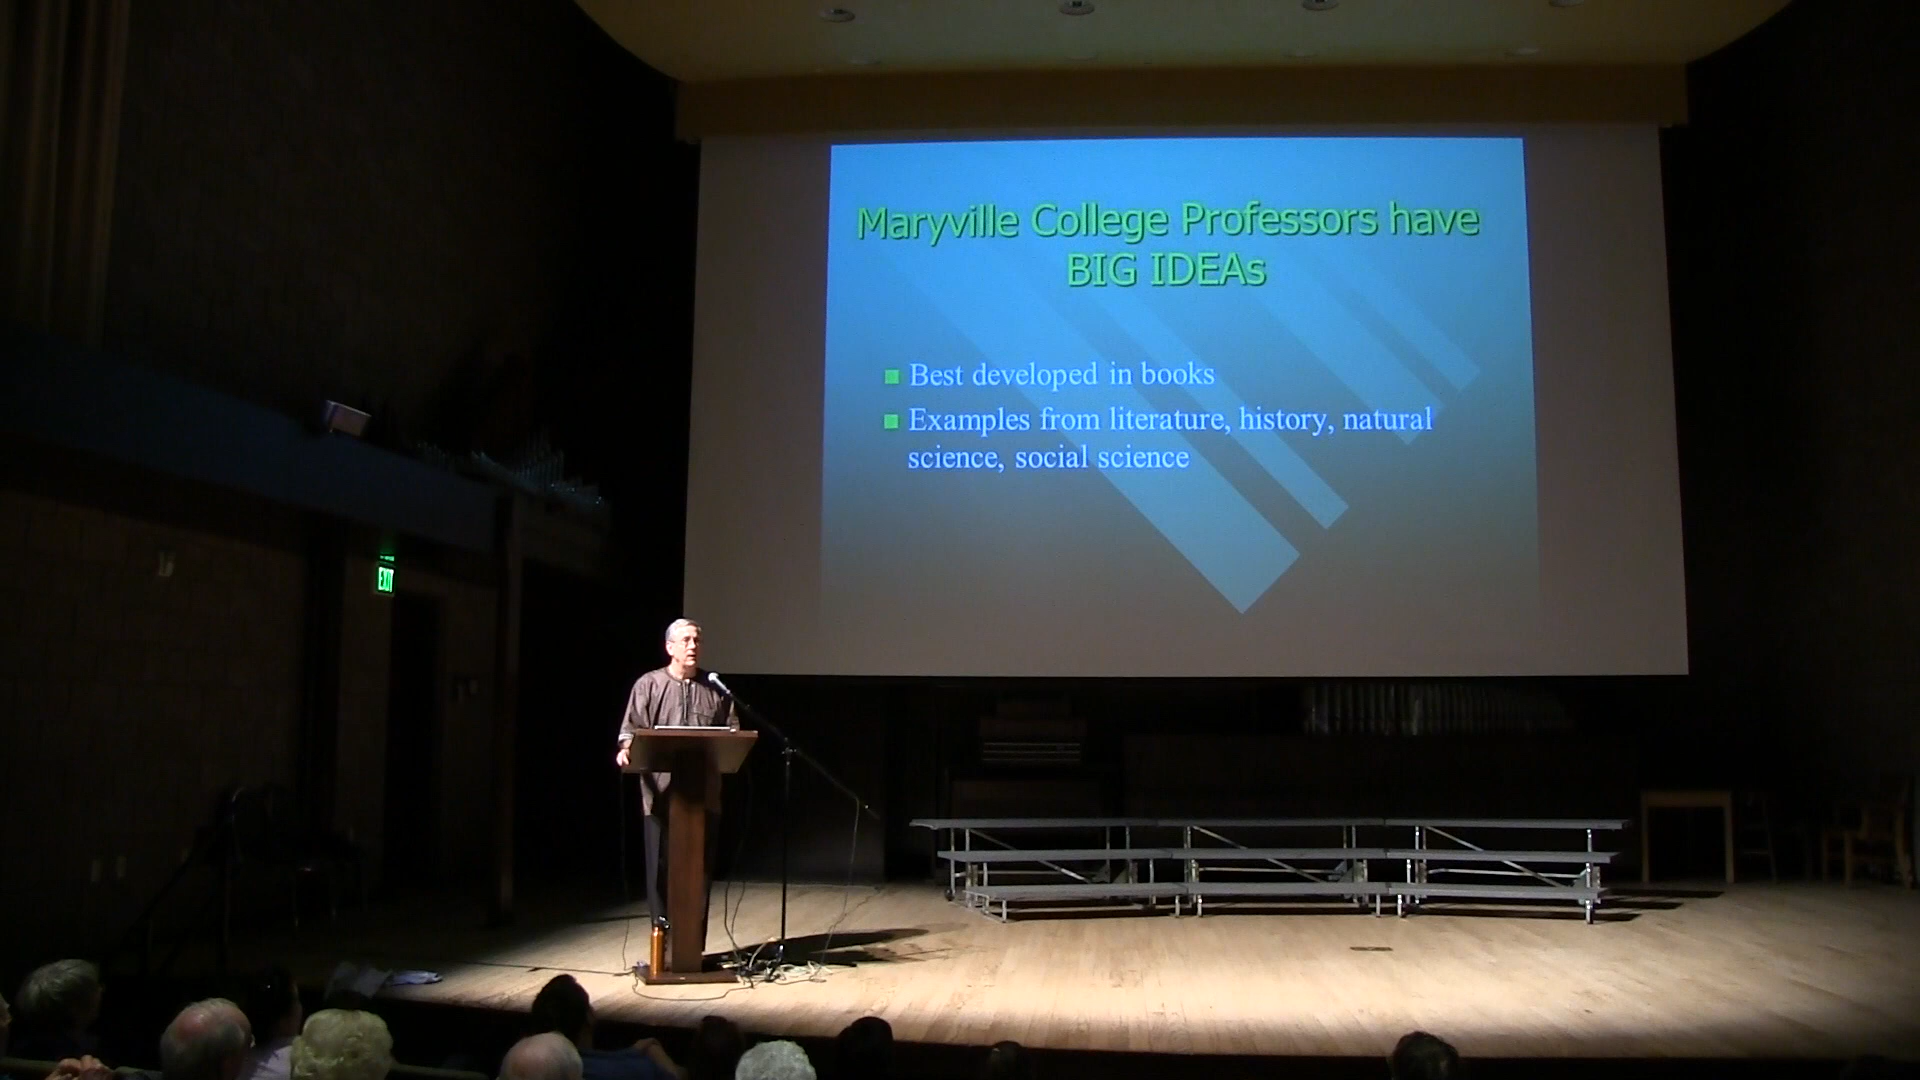 Maryville College Professors have
BIG IDEAs
Best developed in books
Examples from literature, history, natural
science, social science
EXIT